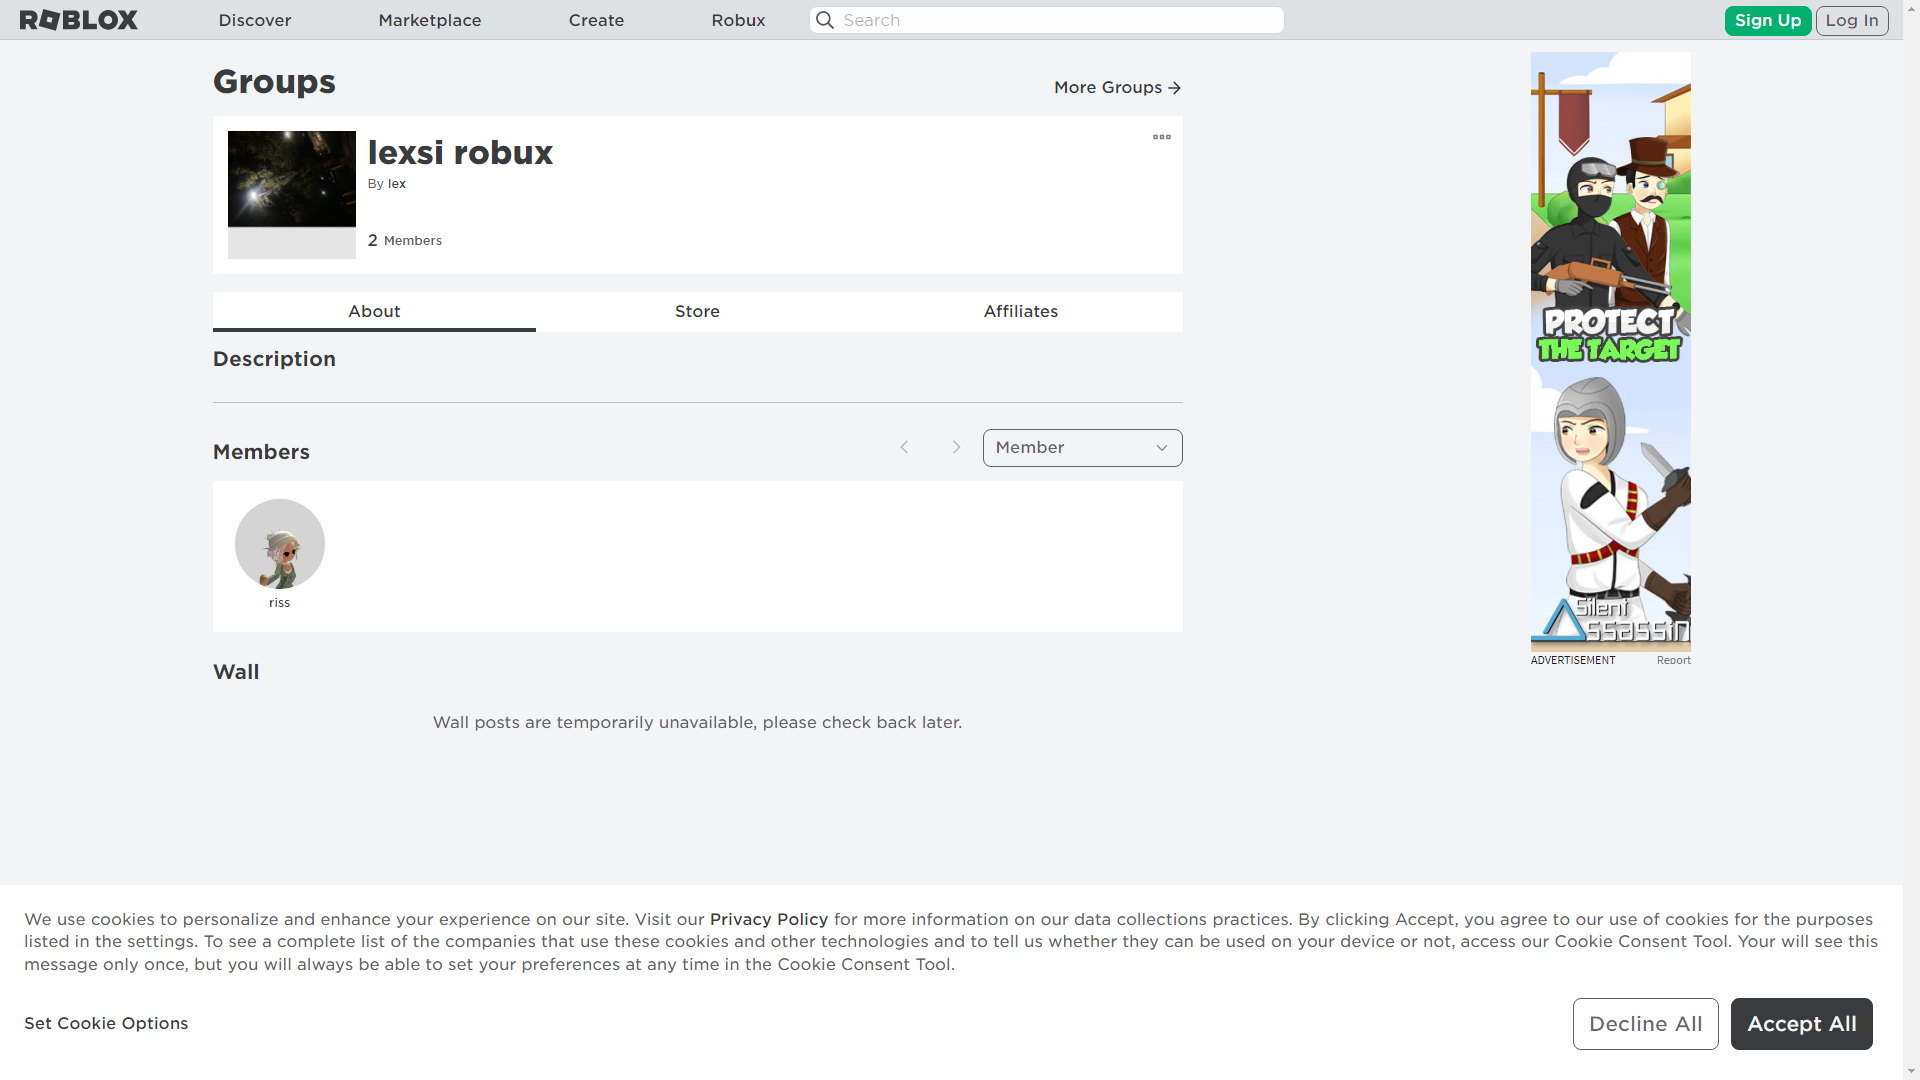 ROBLOX
Discover
Marketplace
Create
Robux
Search
Sign Up
Log In
Groups
More Groups
lexsi robux
By lex
2 Members
About
Store
Affiliates
Description
Members
Member
riss
Wall
Wall posts are temporarily unavailable, please check back later.
PROTECT
THE TARGET
Silent
Assassin
ADVERTISEMENT
Report
We use cookies to personalize and enhance your experience on our site. Visit our Privacy Policy for more information on our data collections practices. By clicking Accept, you agree to our use of cookies for the purposes
listed in the settings. To see a complete list of the companies that use these cookies and other technologies and to tell us whether they can be used on your device or not, access our Cookie Consent Tool. Your will see this
message only once, but you will always be able to set your preferences at any time in the Cookie Consent Tool.
Set Cookie Options
Decline All
Accept All